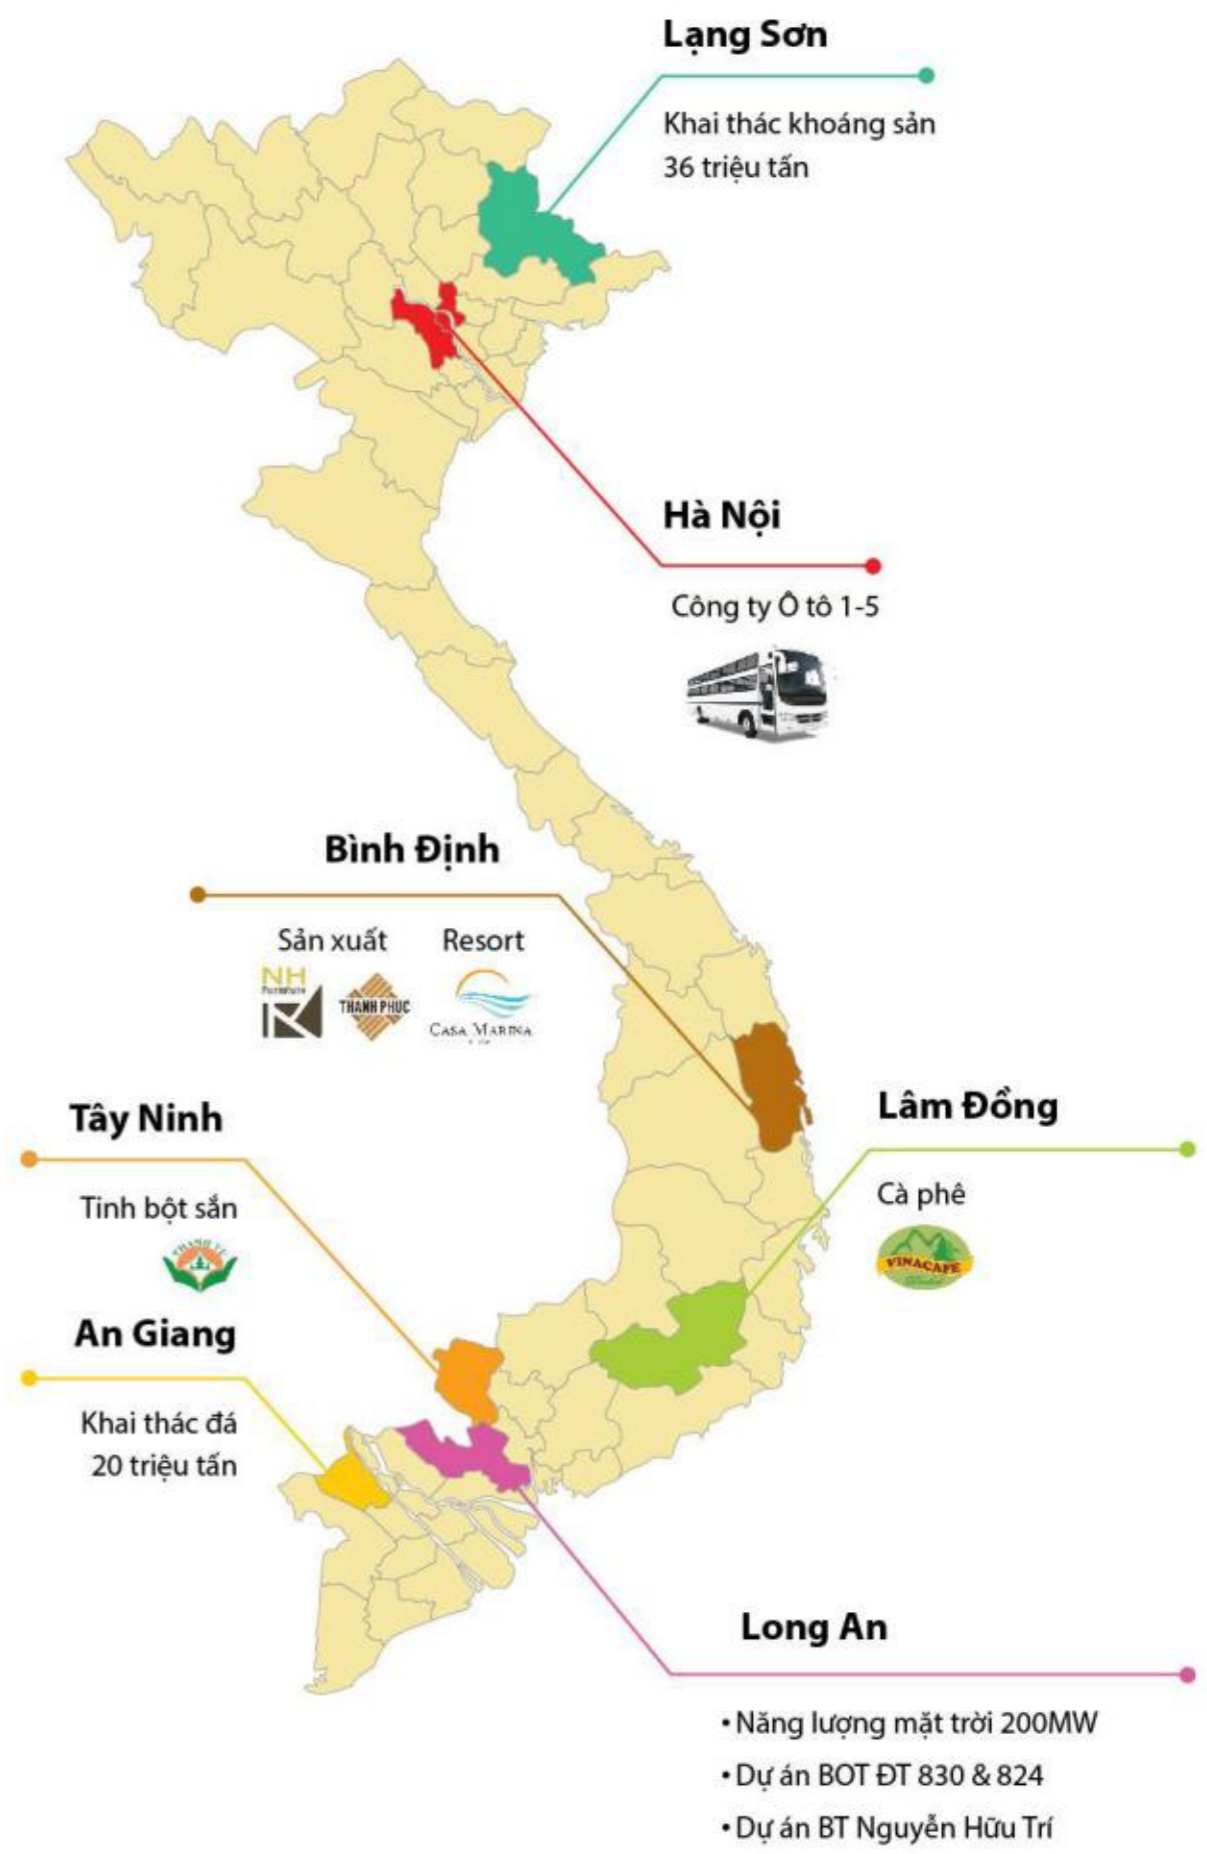 Lạng Sơn
Khai thác khoáng sản
36 triệu tấn
Hà Nội
Công ty Ô tô 1-5
Bình Định
Sản xuất
Resort
NH
Furniture
THANH PHUC
CASA MARINA
Tây Ninh
Tinh bột sắn
Lâm Đồng
Cà phê
VINACAFE
An Giang
Khai thác đá
20 triệu tấn
Long An
• Năng lượng mặt trời 200MW
• Dự án BOT ĐT 830 & 824
• Dự án BT Nguyễn Hữu Trí